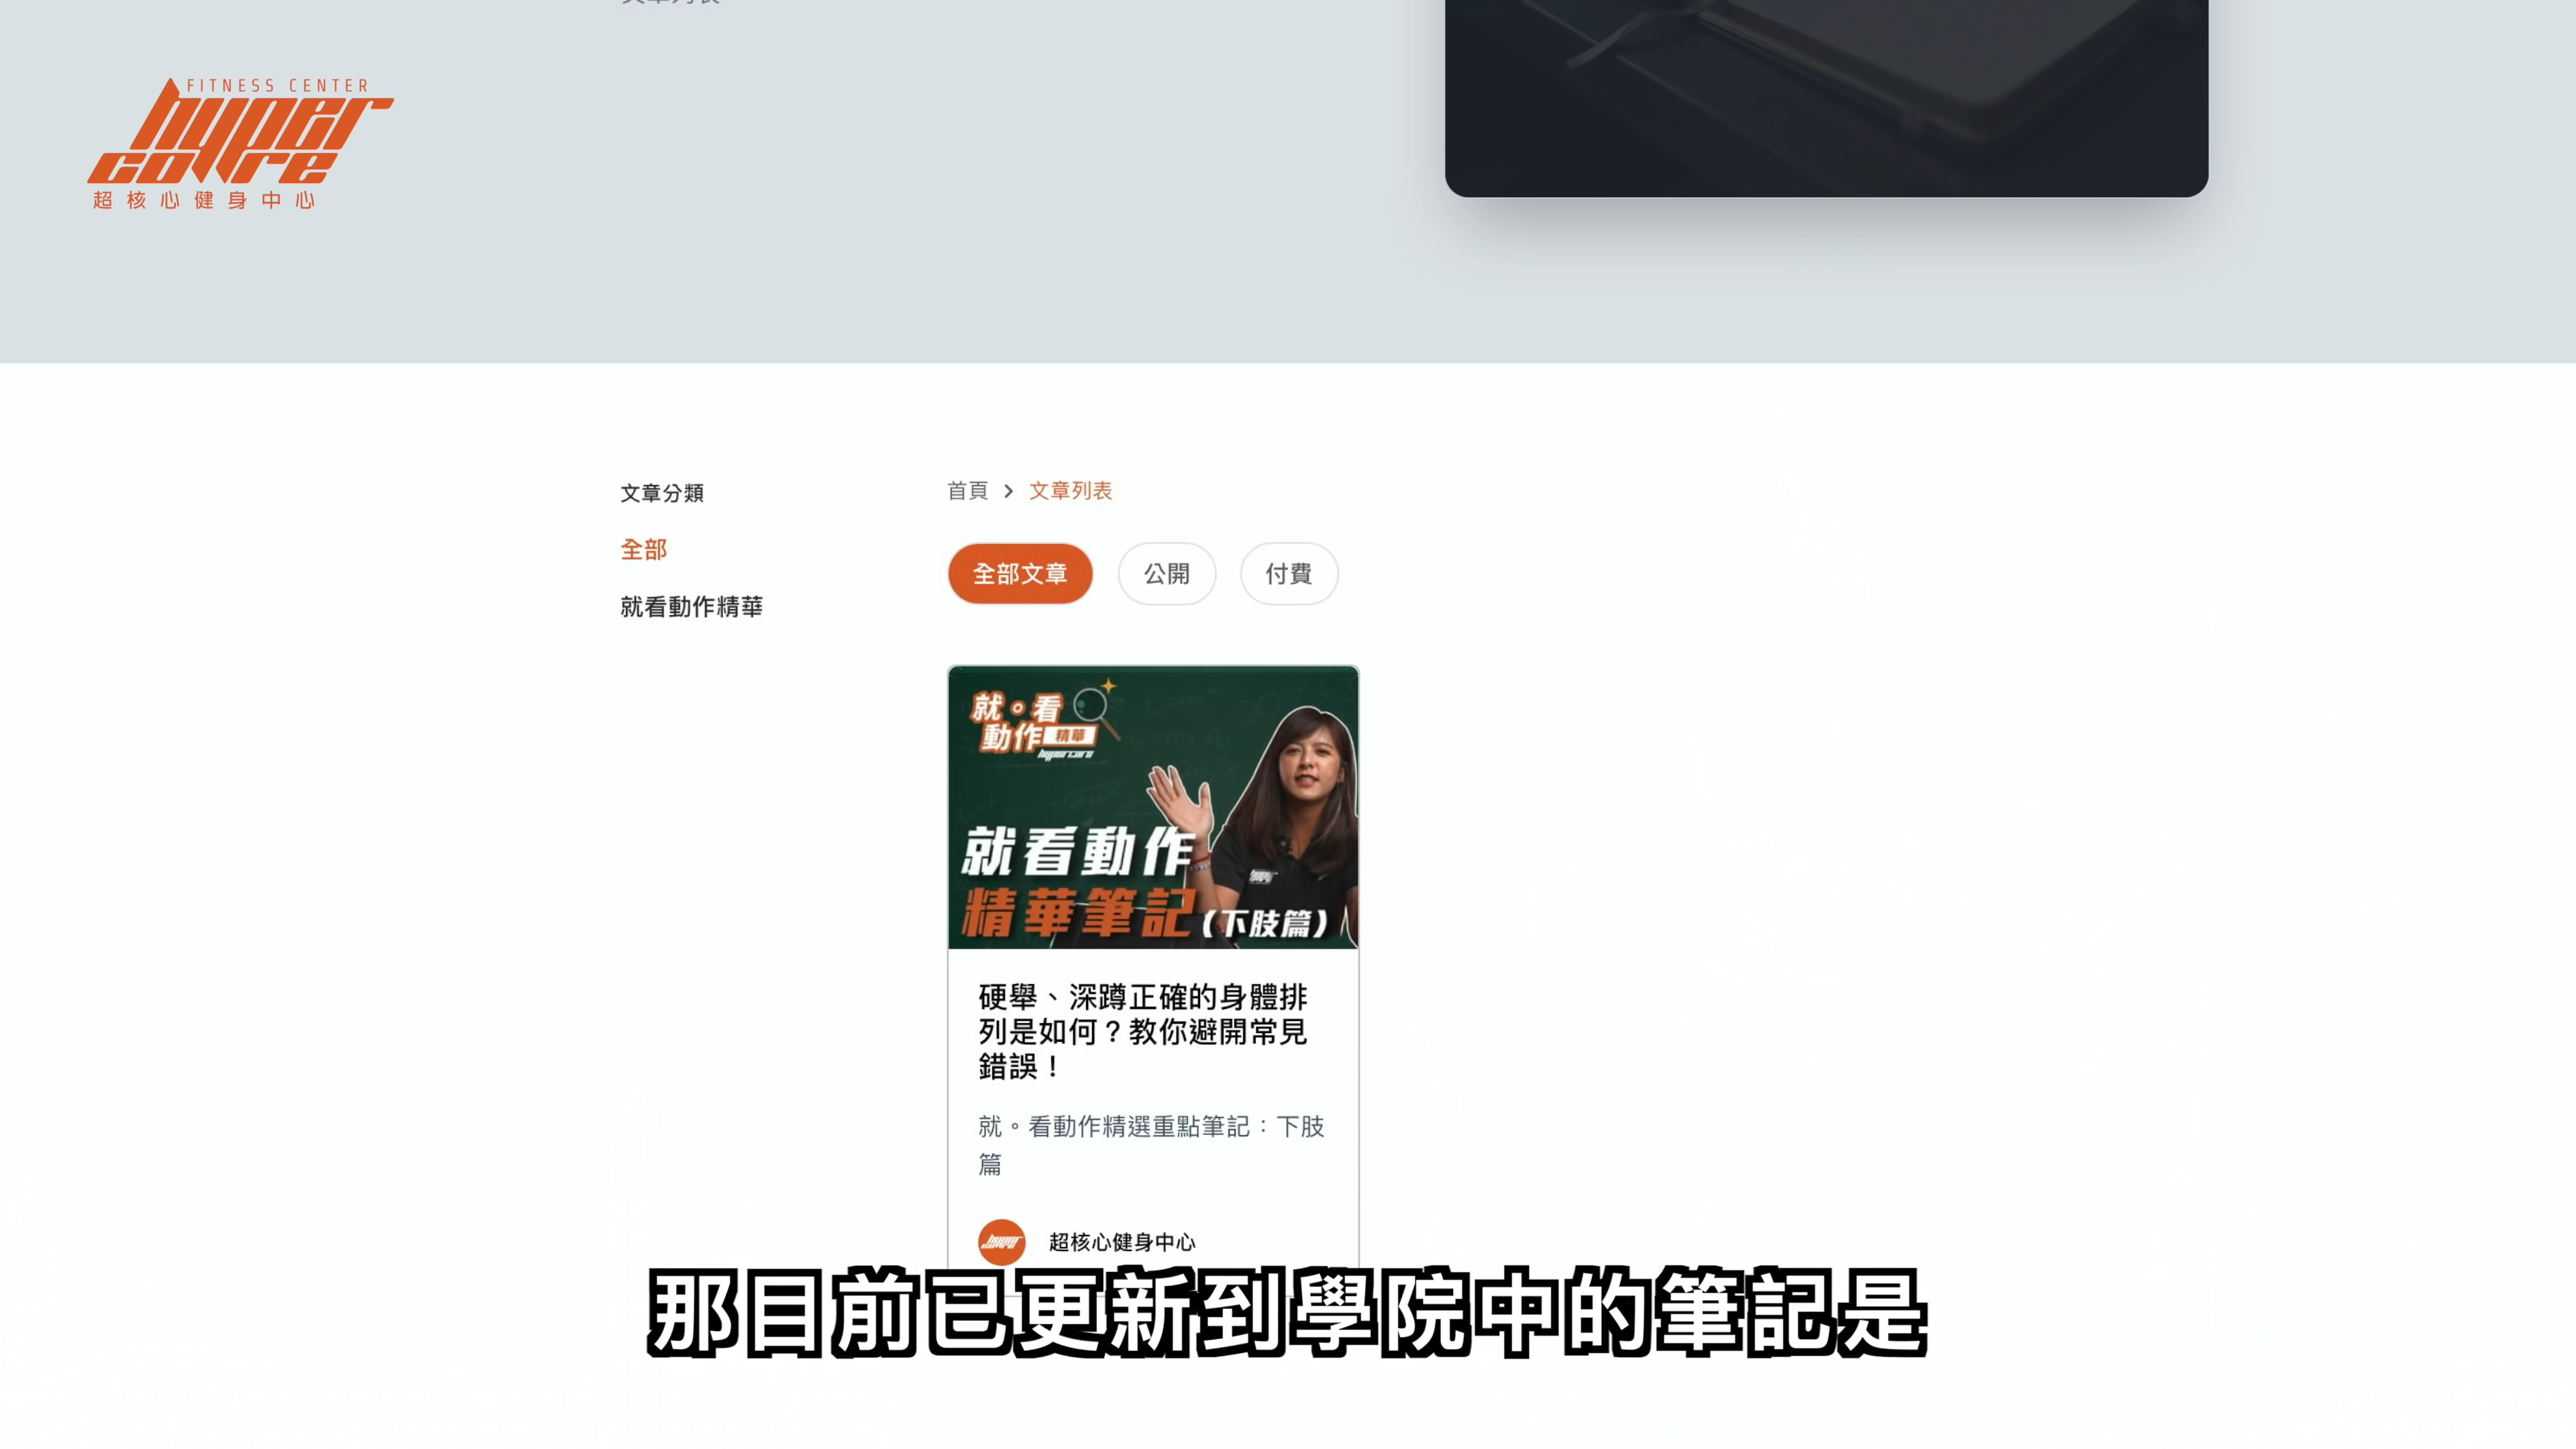 文章列表
FITNESS CENTER
hyper
core
超核心健身中心
文章分類
全部
就看動作精華
首頁 > 文章列表
全部文章 公開 付費
就。看
動作 精華
hypercore
就看動作
精華筆記(下肢篇)
硬舉、深蹲正確的身體排
列是如何？教你避開常見
錯誤！
就。看動作精選重點筆記：下肢
篇
超核心健身中心
那目前已更新到學院中的筆記是